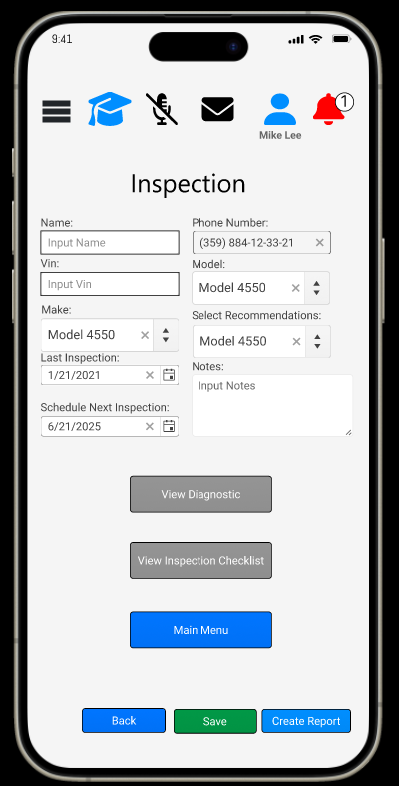 9:41
1
Mike Lee
Inspection
Name:
Input Name
Phone Number:
(359) 884-12-33-21
Vin:
Input Vin
Model:
Model 4550
Make:
Model 4550
Select Recommendations:
Model 4550
Last Inspection:
1/21/2021
Notes:
Input Notes
Schedule Next Inspection:
6/21/2025
View Diagnostic
View Inspection Checklist
Main Menu
Back
Save
Create Report